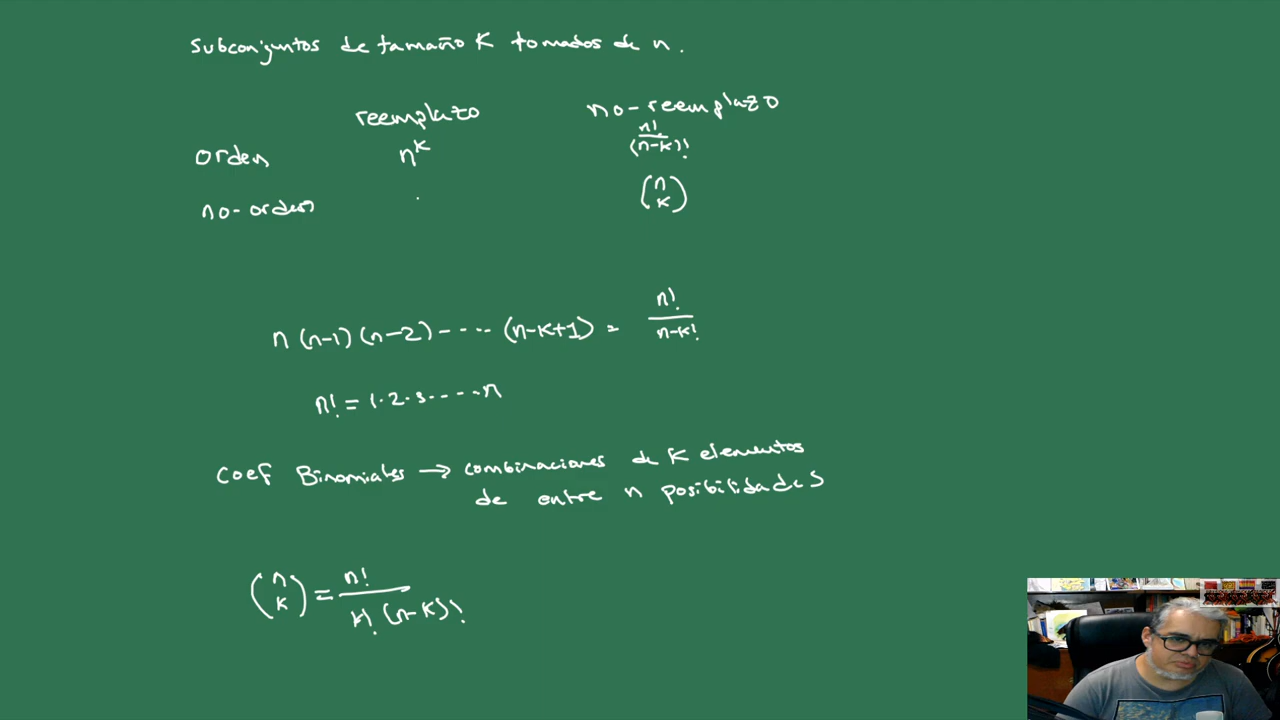 subconjuntos de tamaño K tomados de n.
reemplazo no-reemplazo
orden n^K n!/(n-K)!
no-orden (n K)
n(n-1)(n-2)-····(n-K+1) = n!/n-K!
n! = 1·2·3·····n
Coef Binomiales → combinaciones de K elementos
de entre n posibilidades
(n K) = n!/K!(n-K)!